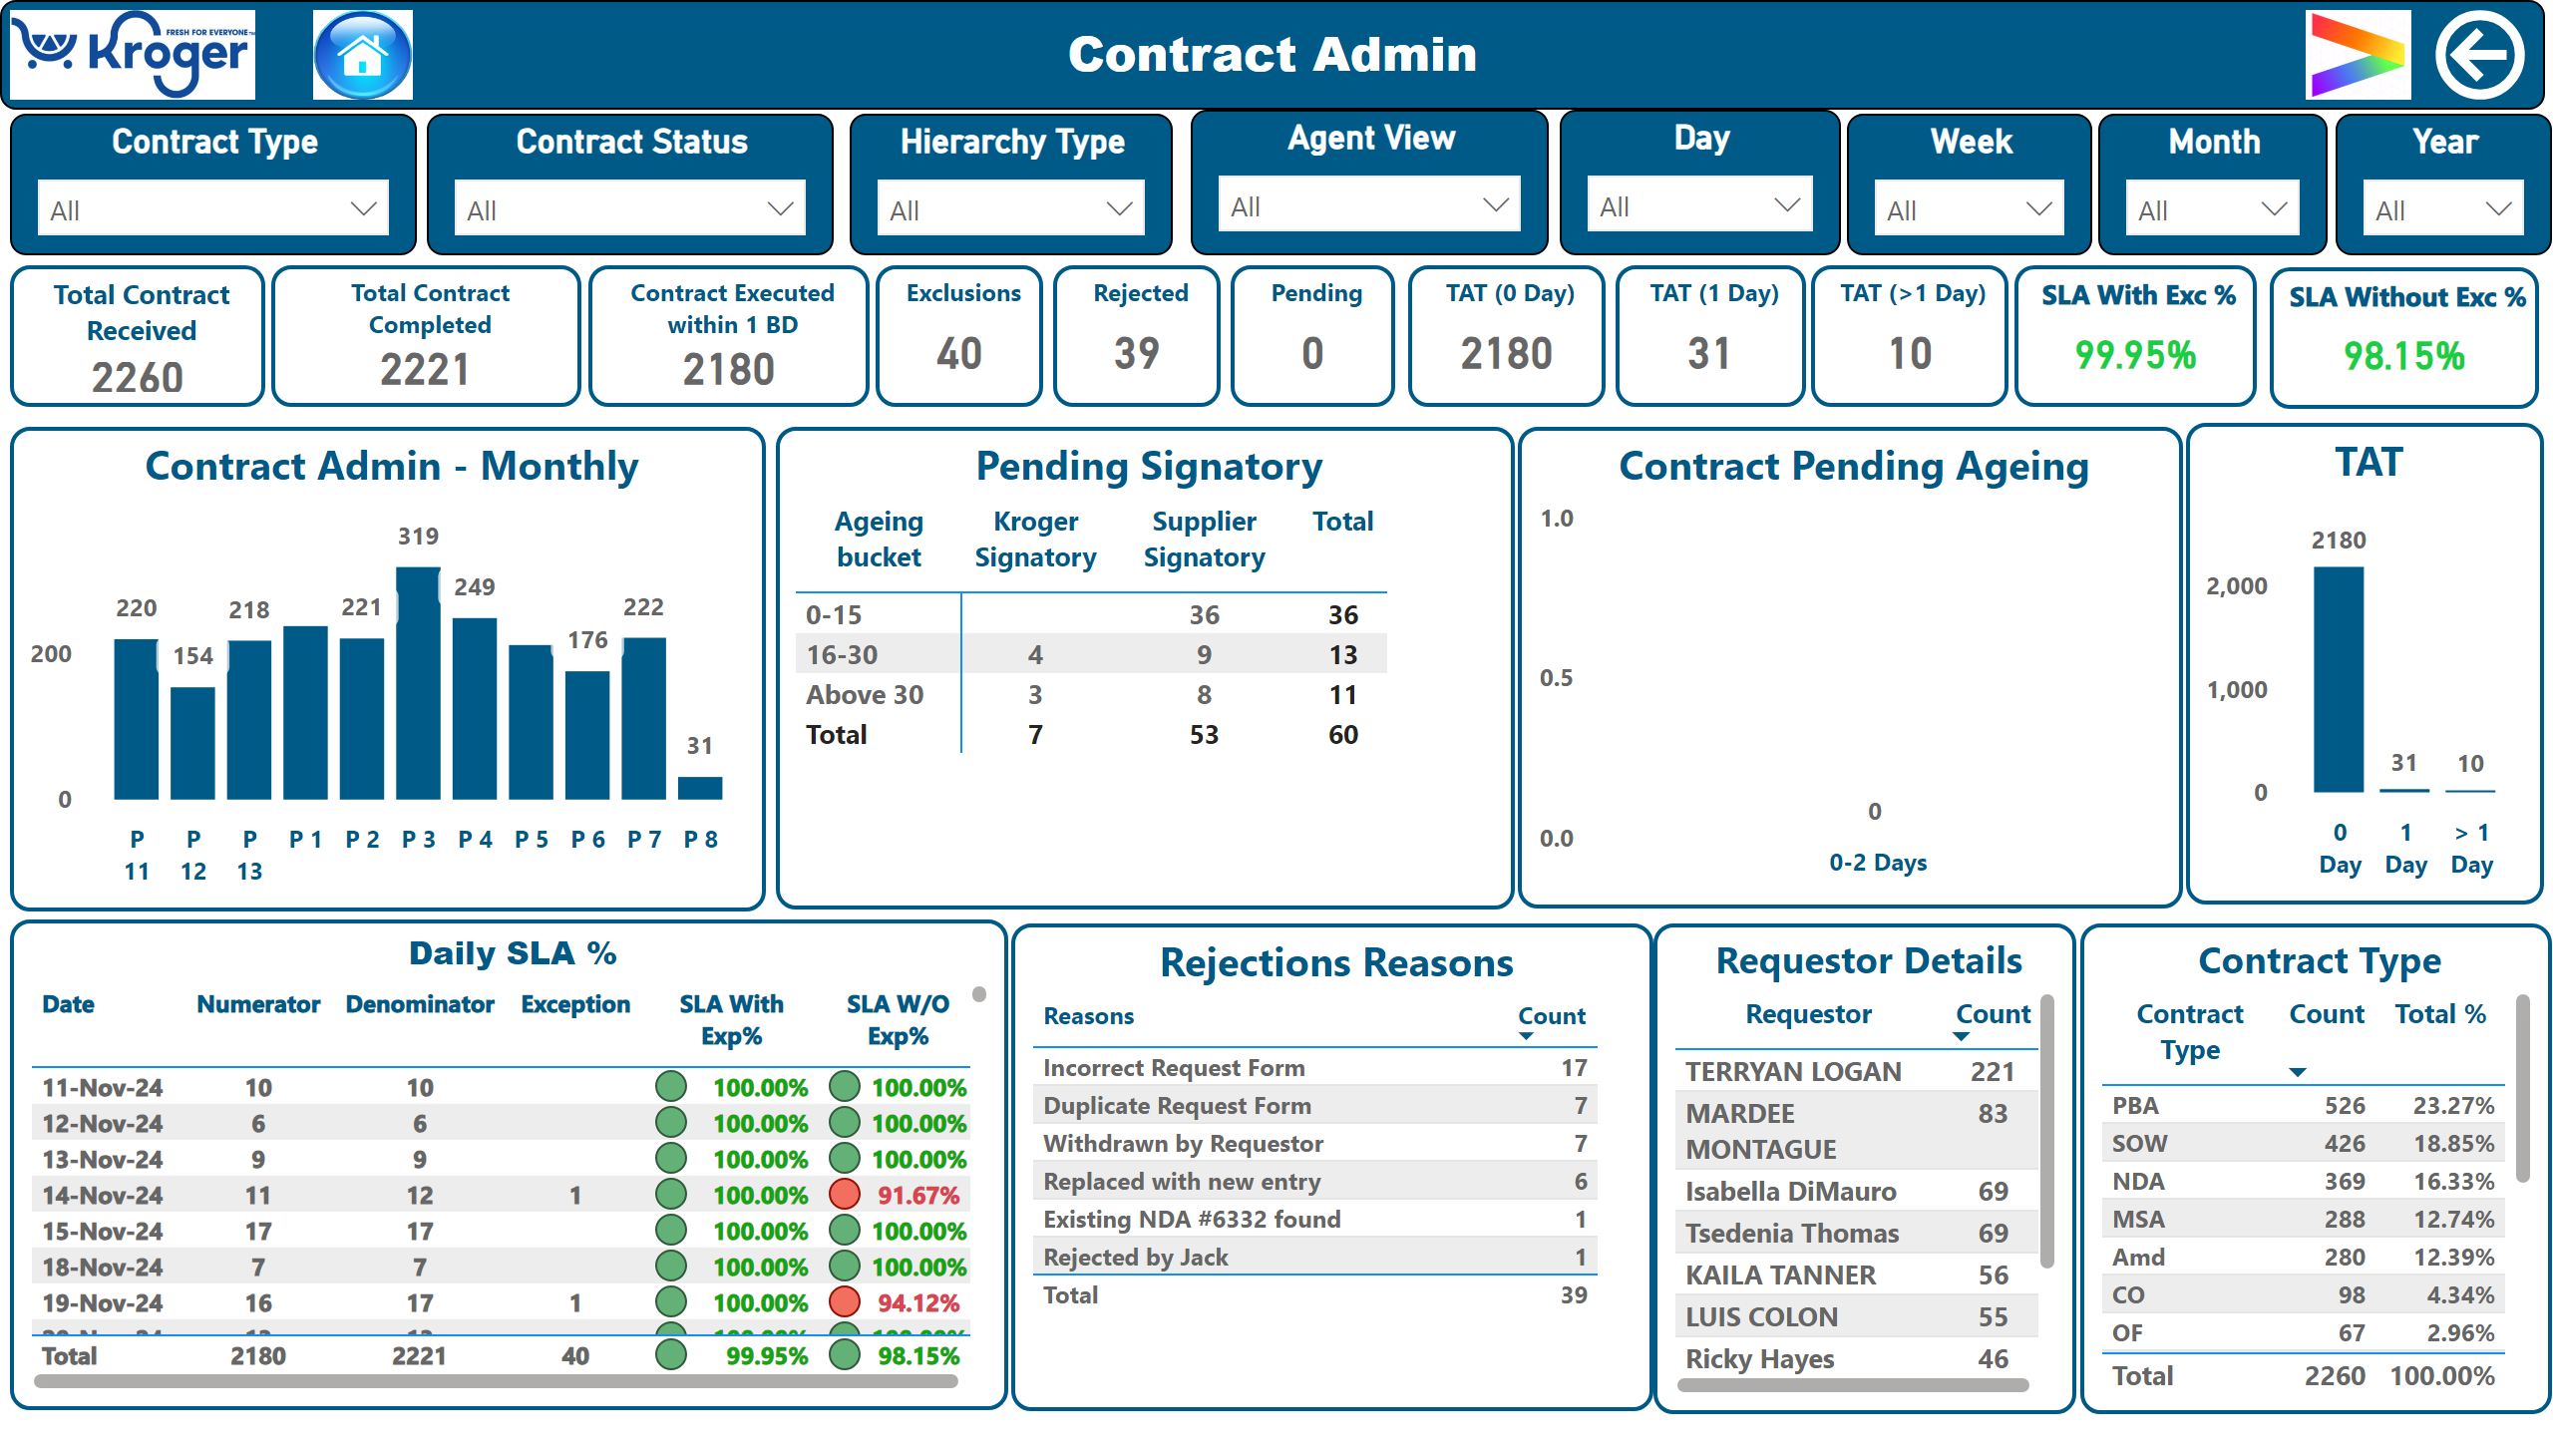 Kroger
FRESH FOR EVERYONE™
Contract Admin
Contract Type
All
Contract Status
All
Hierarchy Type
All
Agent View
All
Day
All
Week
All
Month
All
Year
All
Total Contract
Received
2260
Total Contract
Completed
2221
Contract Executed
within 1 BD
2180
Exclusions
40
Rejected
39
Pending
0
TAT (0 Day)
2180
TAT (1 Day)
31
TAT (>1 Day)
10
SLA With Exc %
99.95%
SLA Without Exc %
98.15%
Contract Admin - Monthly
200
0
220
154
218
221
319
249
176
222
31
P 11
P 12
P 13
P 1
P 2
P 3
P 4
P 5
P 6
P 7
P 8
Pending Signatory
Ageing bucket Kroger Signatory Supplier Signatory Total
0-15 36 36
16-30 4 9 13
Above 30 3 8 11
Total 7 53 60
Contract Pending Ageing
1.0
0.5
0.0
0
0-2 Days
TAT
2,000
1,000
0
2180
31
10
0 Day
1 Day
> 1 Day
Daily SLA %
Date Numerator Denominator Exception SLA With Exp% SLA W/O Exp%
11-Nov-24 10 10 100.00% 100.00%
12-Nov-24 6 6 100.00% 100.00%
13-Nov-24 9 9 100.00% 100.00%
14-Nov-24 11 12 1 100.00% 91.67%
15-Nov-24 17 17 100.00% 100.00%
18-Nov-24 7 7 100.00% 100.00%
19-Nov-24 16 17 1 100.00% 94.12%
Total 2180 2221 40 99.95% 98.15%
Rejections Reasons
Reasons Count
Incorrect Request Form 17
Duplicate Request Form 7
Withdrawn by Requestor 7
Replaced with new entry 6
Existing NDA #6332 found 1
Rejected by Jack 1
Total 39
Requestor Details
Requestor Count
TERRYAN LOGAN 221
MARDEE MONTAGUE 83
Isabella DiMauro 69
Tsedenia Thomas 69
KAILA TANNER 56
LUIS COLON 55
Ricky Hayes 46
Contract Type
Contract Type Count Total %
PBA 526 23.27%
SOW 426 18.85%
NDA 369 16.33%
MSA 288 12.74%
Amd 280 12.39%
CO 98 4.34%
OF 67 2.96%
Total 2260 100.00%